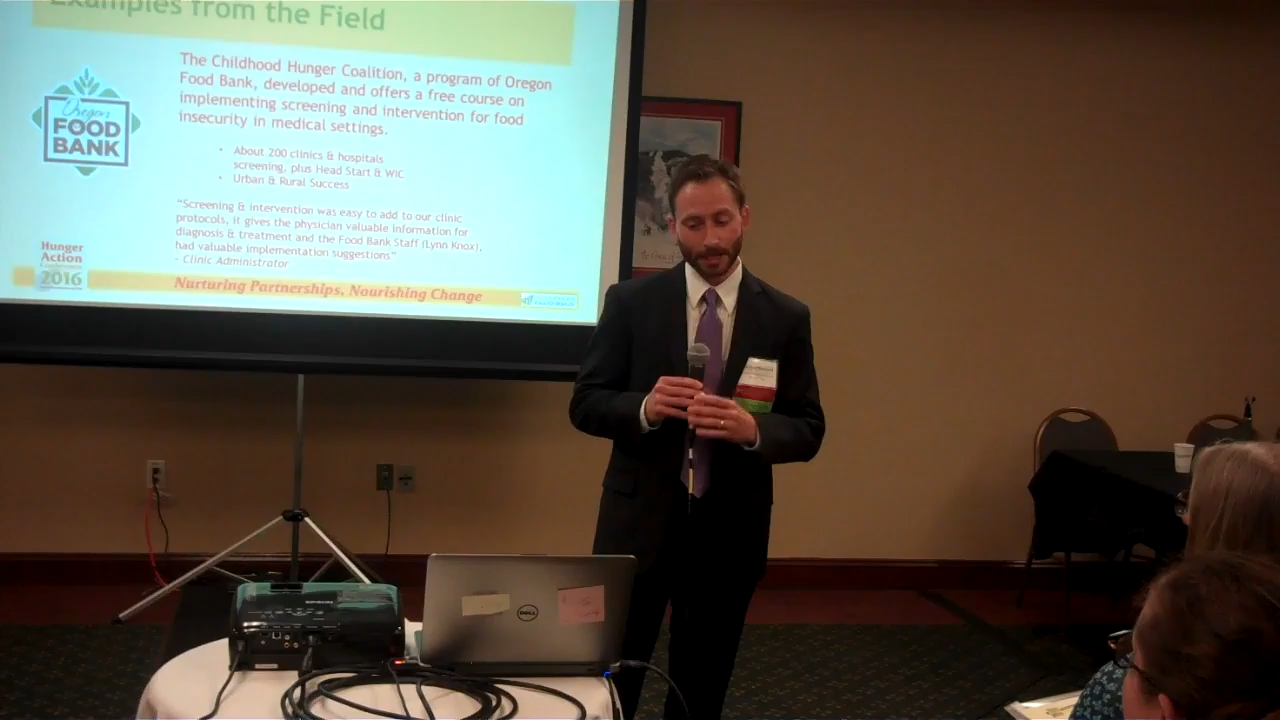 Examples from the Field
The Childhood Hunger Coalition, a program of Oregon
Food Bank, developed and offers a free course on
implementing screening and intervention for food
insecurity in medical settings.
Oregon
FOOD
BANK
• About 200 clinics & hospitals
screening, plus Head Start & WIC
• Urban & Rural Success
“Screening & intervention was easy to add to our clinic
protocols, it gives the physician valuable information for
diagnosis & treatment and the Food Bank Staff (Lynn Knox),
had valuable implementation suggestions”
- Clinic Administrator
Hunger
Action
2016
Nurturing Partnerships, Nourishing Change
EPSON
DELL